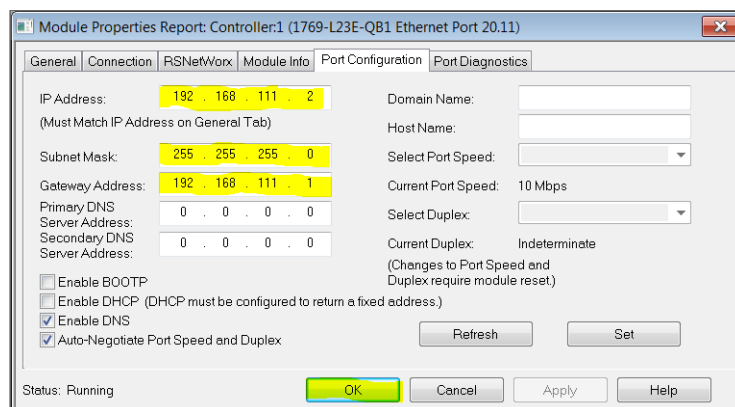 Module Properties Report: Controller:1 (1769-L23E-QB1 Ethernet Port 20.11)
General Connection RSNetWorx Module Info Port Configuration Port Diagnostics
IP Address: 192 . 168 . 111 . 2
(Must Match IP Address on General Tab)
Subnet Mask: 255 . 255 . 255 . 0
Gateway Address: 192 . 168 . 111 . 1
Primary DNS
Server Address: 0 . 0 . 0 . 0
Secondary DNS
Server Address: 0 . 0 . 0 . 0
Enable BOOTP
Enable DHCP (DHCP must be configured to return a fixed address.)
Enable DNS
Auto-Negotiate Port Speed and Duplex
Domain Name:
Host Name:
Select Port Speed:
Current Port Speed: 10 Mbps
Select Duplex:
Current Duplex: Indeterminate
(Changes to Port Speed and
Duplex require module reset.)
Refresh Set
Status: Running OK Cancel Apply Help